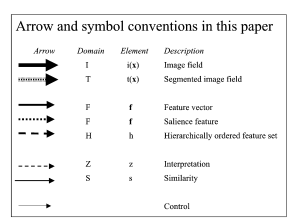 Arrow and symbol conventions in this paper
Arrow Domain Element Description
I i(x) Image field
T t(x) Segmented image field
F f Feature vector
F f Salience feature
H h Hierarchically ordered feature set
Z z Interpretation
S s Similarity
Control